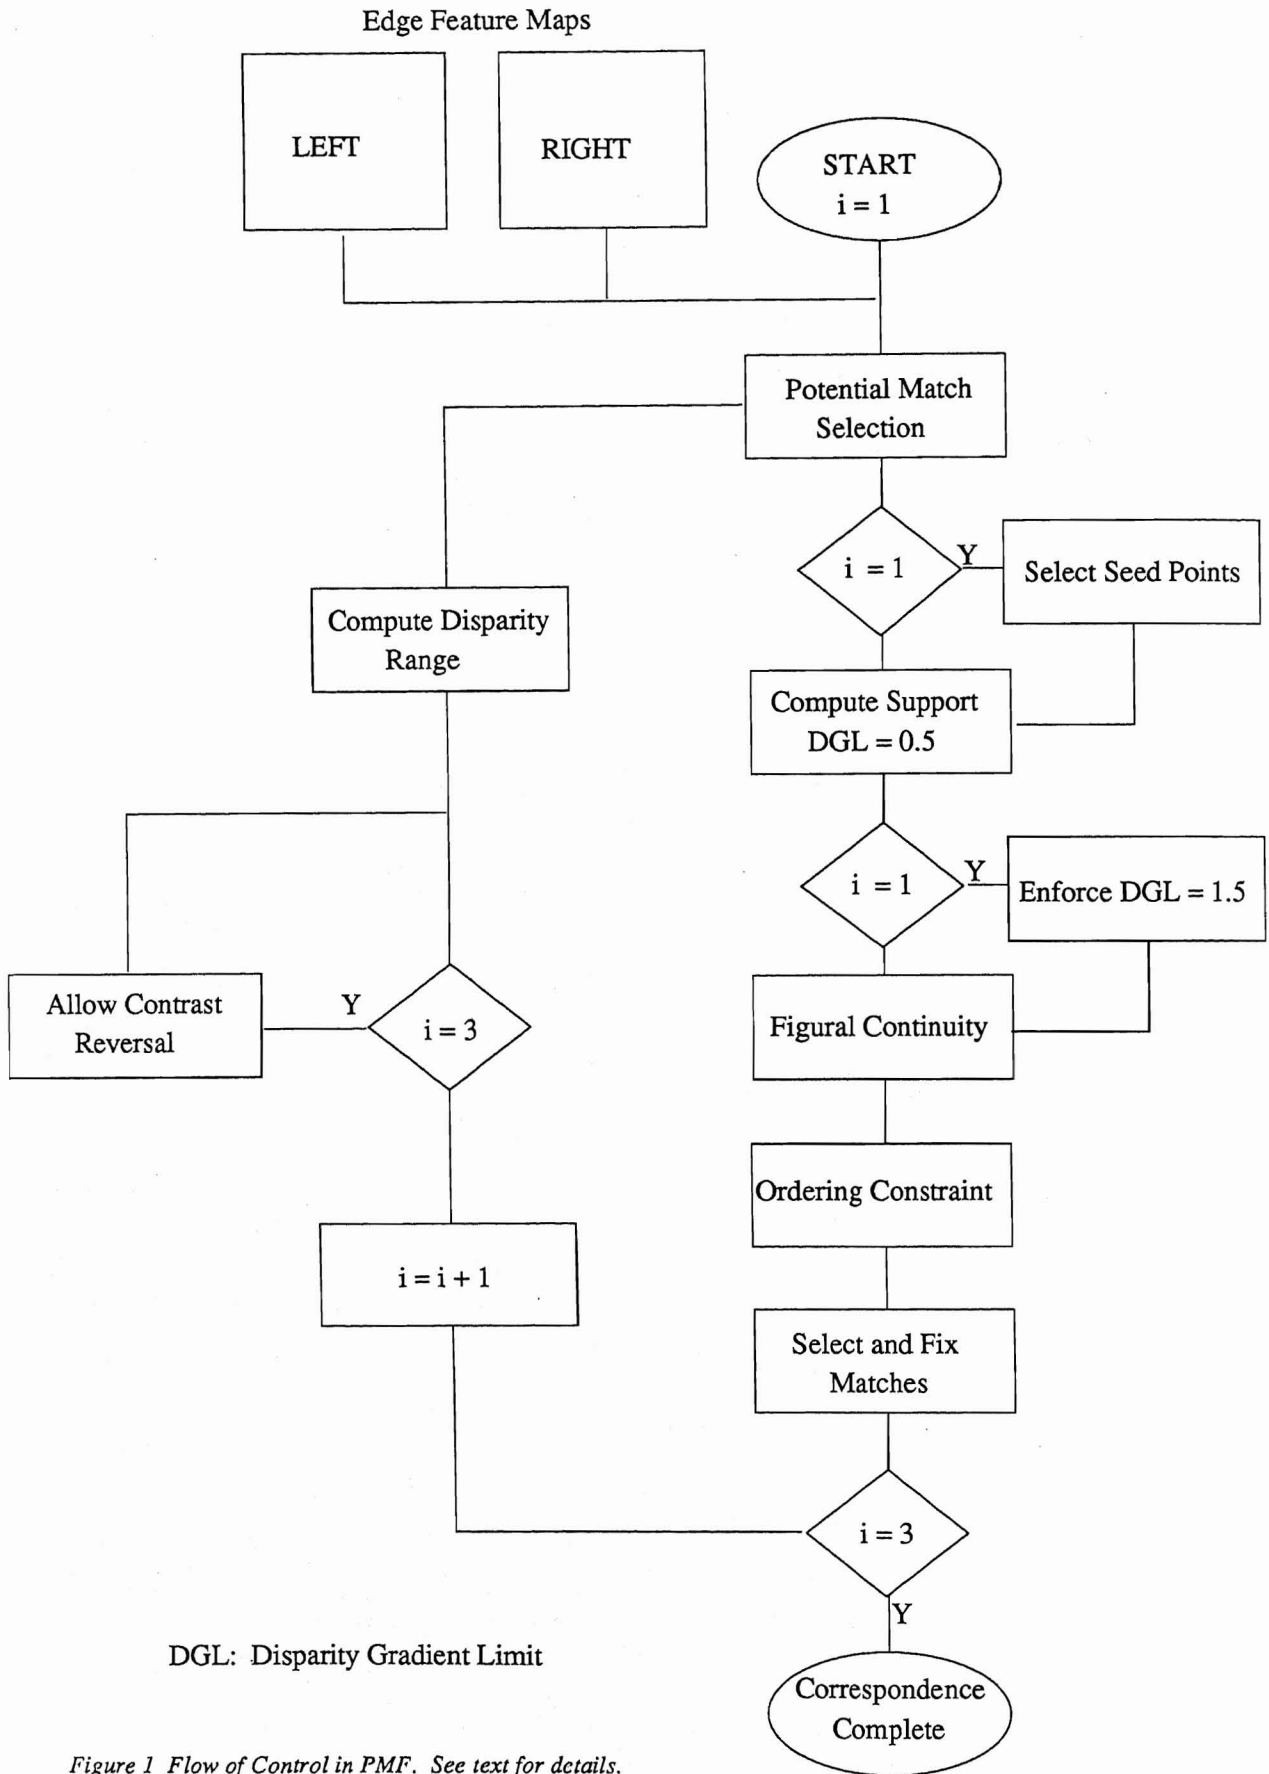 Edge Feature Maps
LEFT
RIGHT
START
i = 1
Potential Match
Selection
i = 1
Y
Select Seed Points
Compute Disparity
Range
Compute Support
DGL = 0.5
i = 1
Y
Enforce DGL = 1.5
Allow Contrast
Reversal
Y
i = 3
Figural Continuity
Ordering Constraint
i = i + 1
Select and Fix
Matches
i = 3
Y
DGL: Disparity Gradient Limit
Correspondence
Complete
Figure 1 Flow of Control in PMF. See text for details.